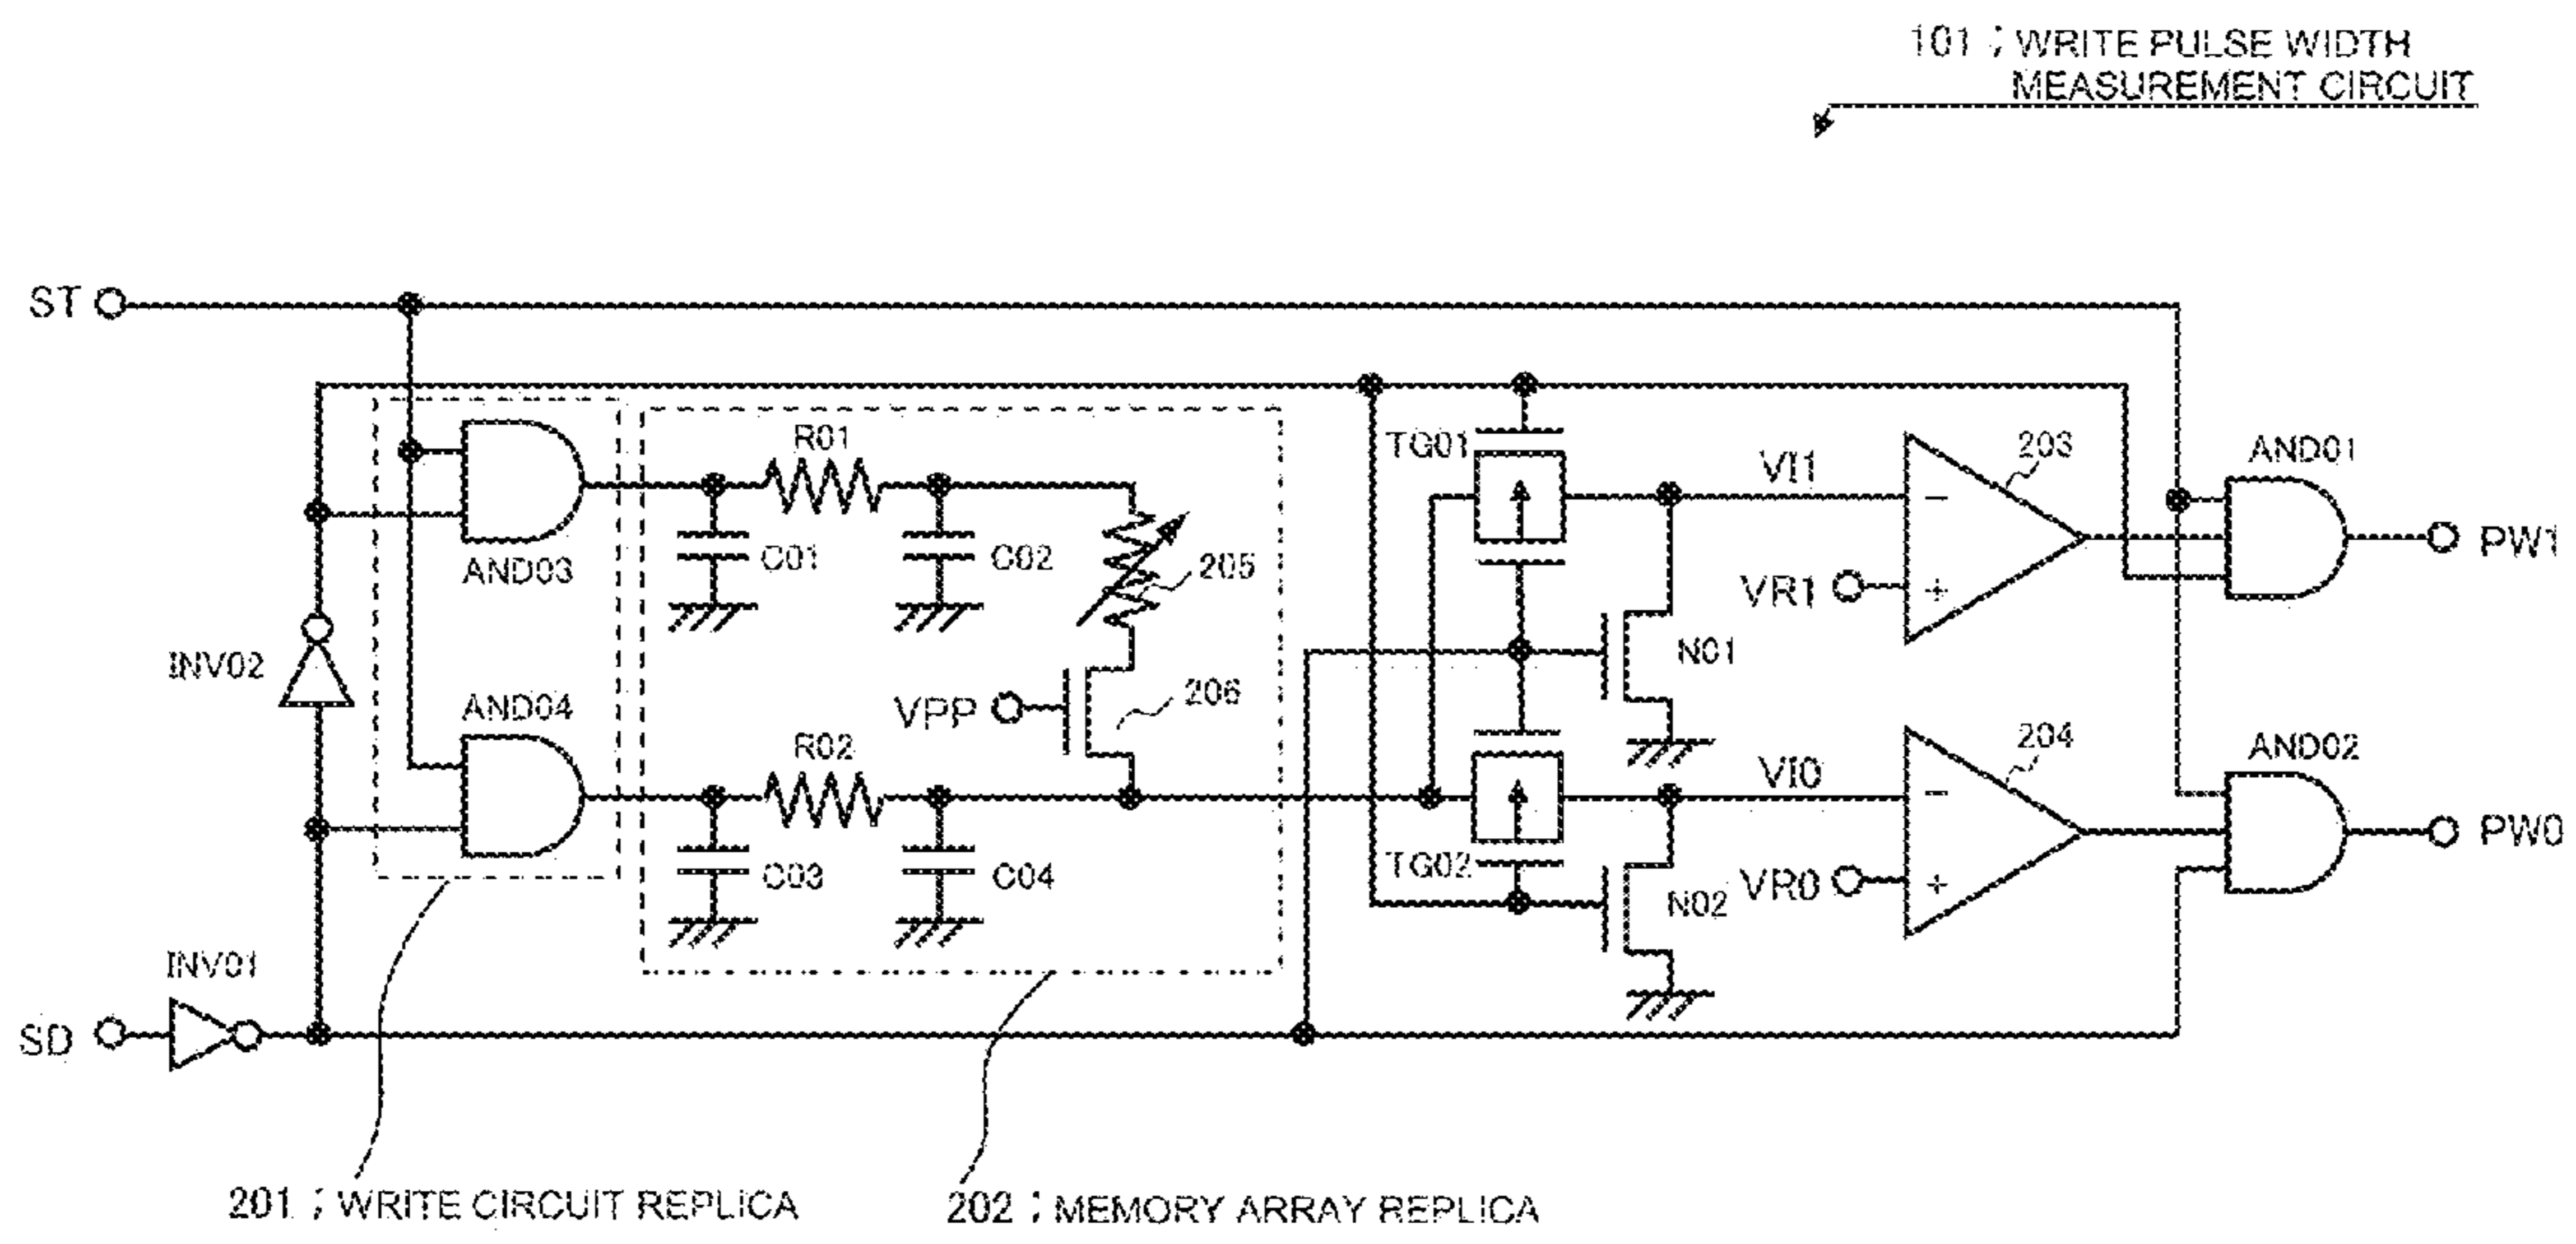 101 ; WRITE PULSE WIDTH
MEASUREMENT CIRCUIT
ST
R01
TG01
VI1
203
AND01
C01
C02
205
AND03
VR1
PW1
INV02
N01
AND04
VPP
206
R02
VI0
204
AND02
TG02
C03
C04
VR0
N02
PW0
INV01
SD
201 ; WRITE CIRCUIT REPLICA
202 ; MEMORY ARRAY REPLICA